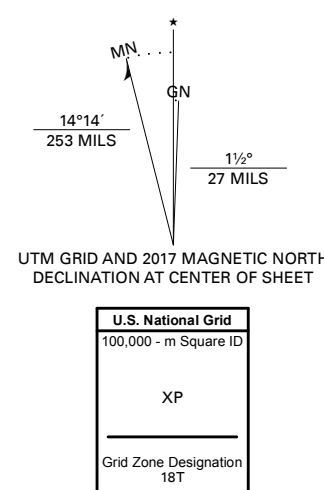 ★
MN
GN
14°14´
253 MILS
1½°
27 MILS
UTM GRID AND 2017 MAGNETIC NORTH
DECLINATION AT CENTER OF SHEET
U.S. National Grid
100,000 - m Square ID
XP
Grid Zone Designation
18T